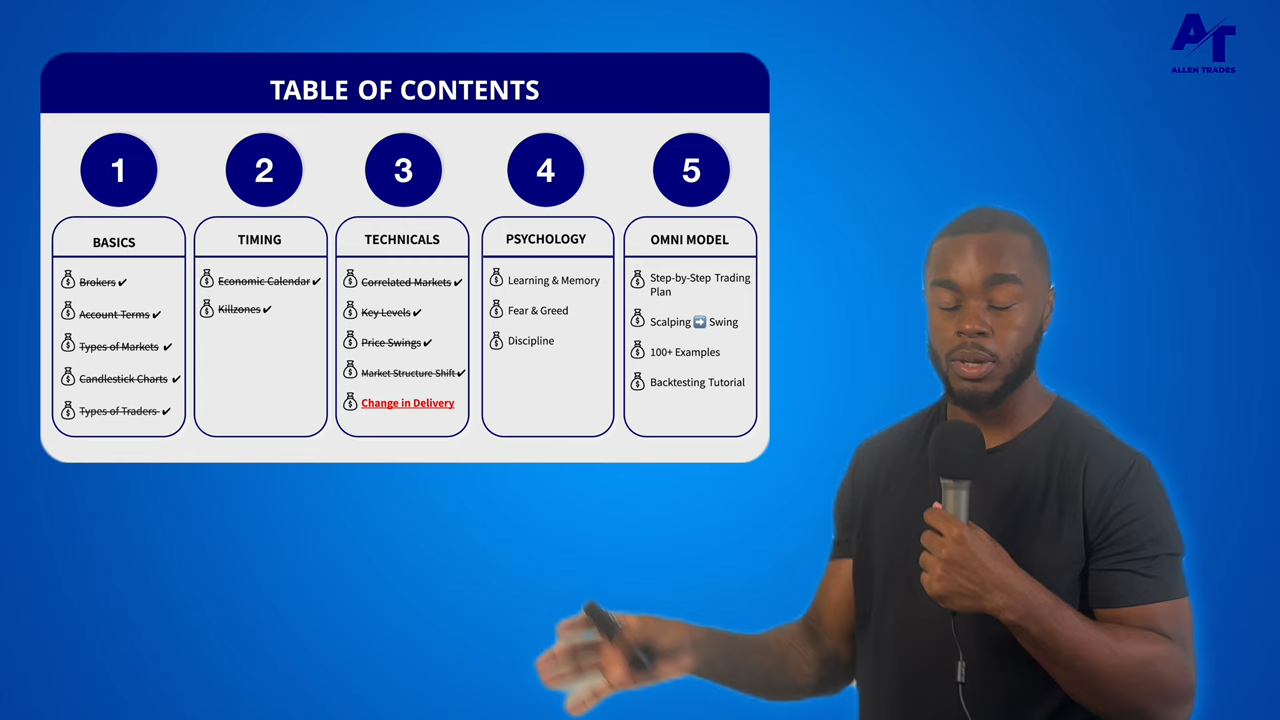 AT
ALLEN TRADES
TABLE OF CONTENTS
1
2
3
4
5
BASICS
Brokers ✔
Account Terms ✔
Types of Markets ✔
Candlestick Charts ✔
Types of Traders ✔
TIMING
Economic Calendar ✔
Killzones ✔
TECHNICALS
Correlated Markets ✔
Key Levels ✔
Price Swings ✔
Market Structure Shift ✔
Change in Delivery
PSYCHOLOGY
Learning & Memory
Fear & Greed
Discipline
OMNI MODEL
Step-by-Step Trading
Plan
Scalping ➡ Swing
100+ Examples
Backtesting Tutorial